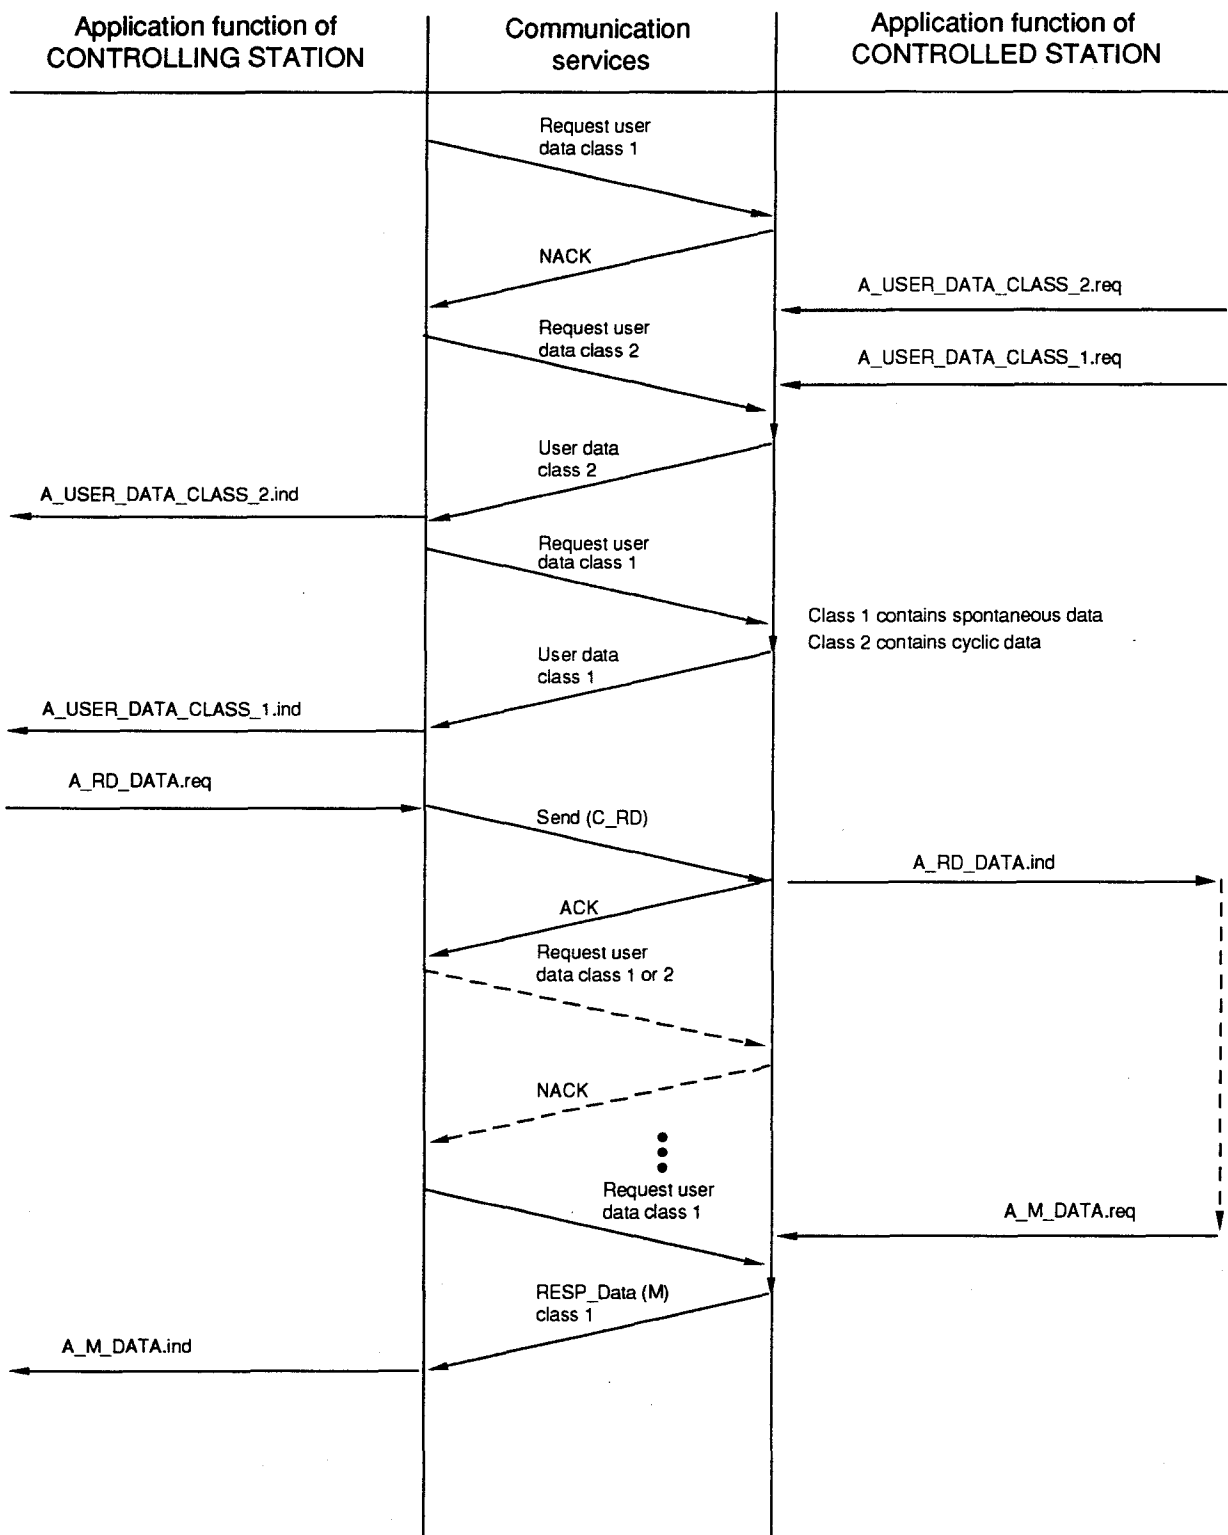 Application function of
CONTROLLING STATION
Communication
services
Application function of
CONTROLLED STATION
Request user
data class 1
NACK
A_USER_DATA_CLASS_2.req
Request user
data class 2
A_USER_DATA_CLASS_1.req
User data
class 2
A_USER_DATA_CLASS_2.ind
Request user
data class 1
Class 1 contains spontaneous data
Class 2 contains cyclic data
User data
class 1
A_USER_DATA_CLASS_1.ind
A_RD_DATA.req
Send (C_RD)
A_RD_DATA.ind
ACK
Request user
data class 1 or 2
NACK
Request user
data class 1
A_M_DATA.req
RESP_Data (M)
class 1
A_M_DATA.ind